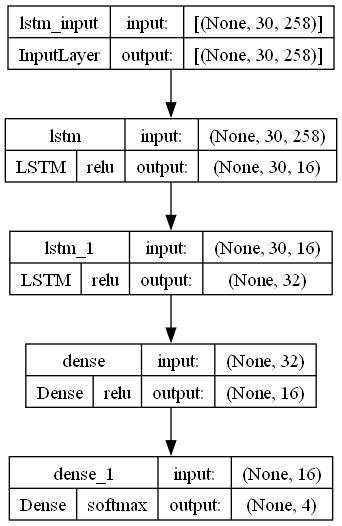 lstm_input input: [(None, 30, 258)]
InputLayer output: [(None, 30, 258)]
lstm input: (None, 30, 258)
LSTM relu output: (None, 30, 16)
lstm_1 input: (None, 30, 16)
LSTM relu output: (None, 32)
dense input: (None, 32)
Dense relu output: (None, 16)
dense_1 input: (None, 16)
Dense softmax output: (None, 4)